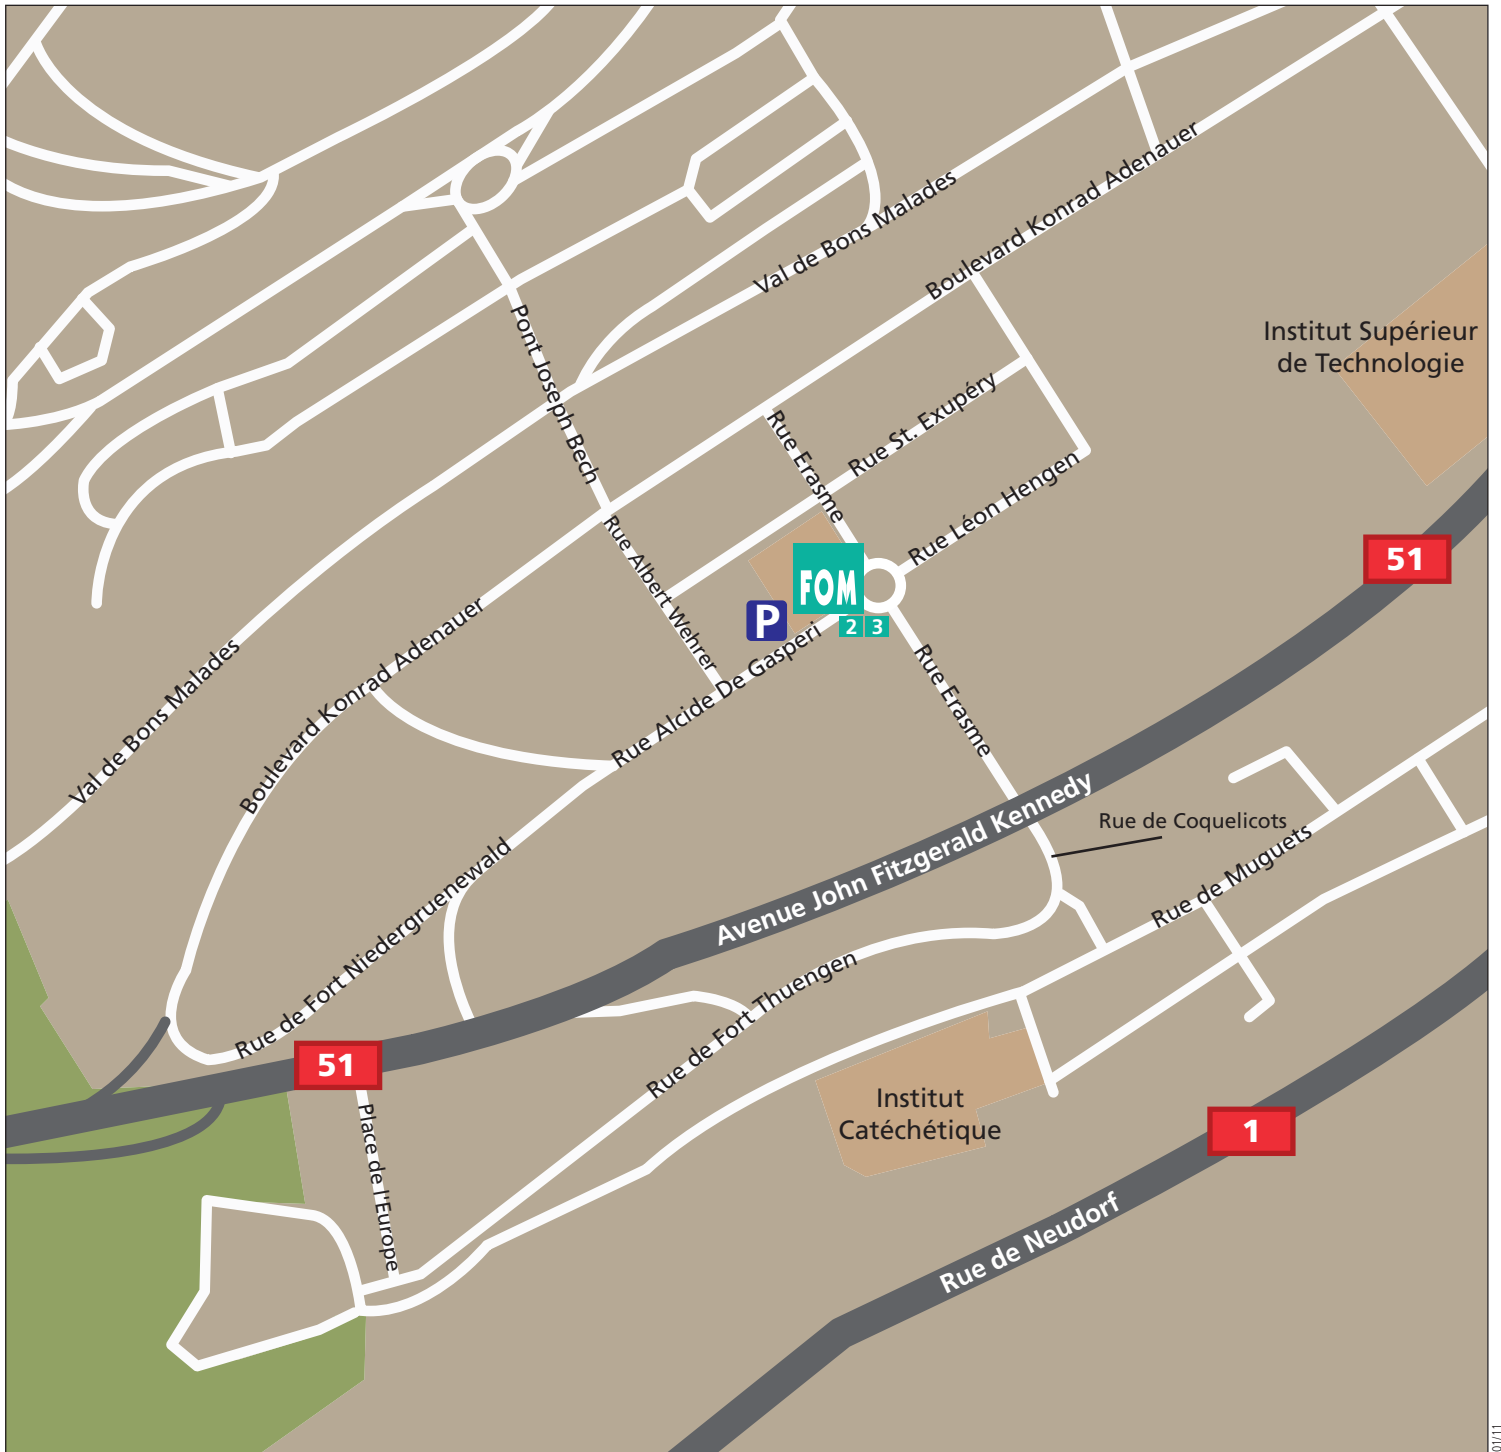 Val de Bons Malades
Boulevard Konrad Adenauer
Institut Supérieur
de Technologie
Pont Joseph Bech
Rue Erasme
Rue St. Exupéry
Rue Léon Hengen
51
Rue Albert Wehrer
FOM
P
2 3
Val de Bons Malades
Boulevard Konrad Adenauer
Rue Alcide De Gasperi
Rue Erasme
Avenue John Fitzgerald Kennedy
Rue de Coquelicots
Rue de Muguets
Rue de Fort Niedergruenewald
Rue de Fort Thuengen
51
Place de l'Europe
Institut
Catéchétique
1
Rue de Neudorf
01/11